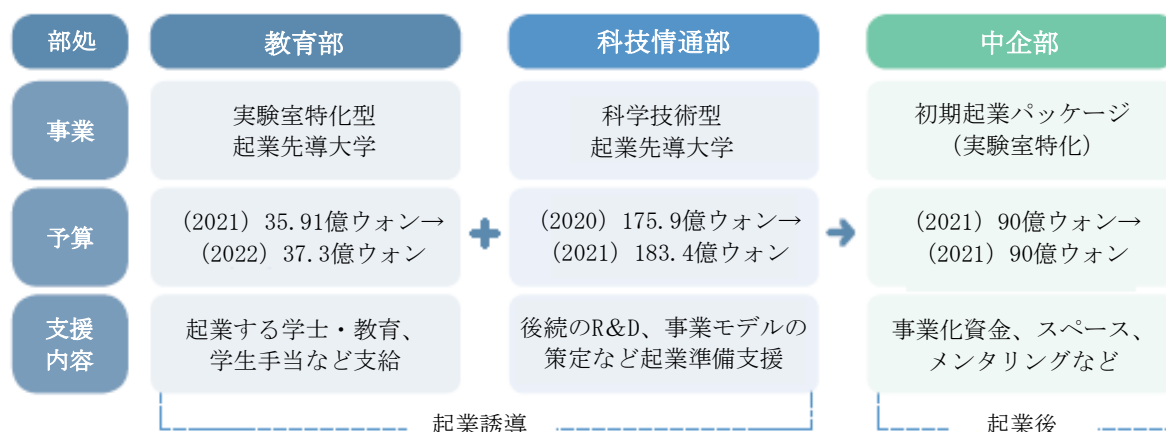 部処
教育部
科技情通部
中企部
事業
実験室特化型
起業先導大学
科学技術型
起業先導大学
初期起業パッケージ
(実験室特化)
予算
(2021) 35.91億ウォン→
(2022) 37.3億ウォン
(2020) 175.9億ウォン→
(2021) 183.4億ウォン
(2021) 90億ウォン→
(2021) 90億ウォン
支援
内容
起業する学士・教育、
学生手当など支給
後続のR&D、事業モデルの
策定など起業準備支援
事業化資金、スペース、
メンタリングなど
起業誘導
起業後